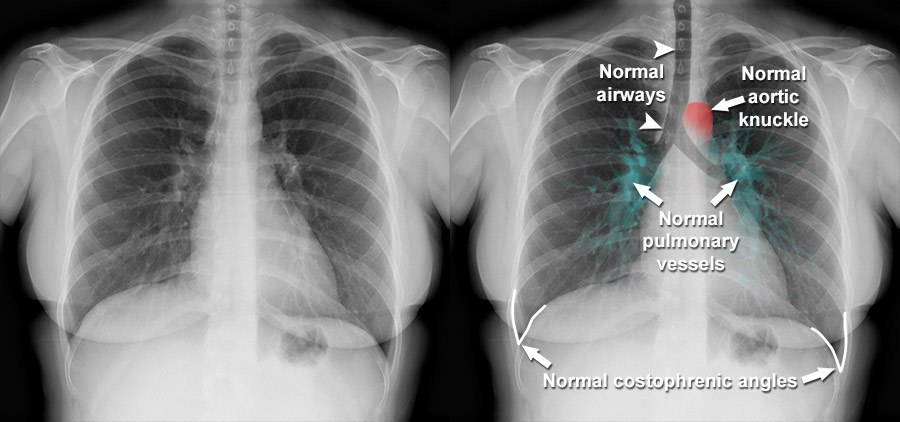 Normal
airways
Normal
aortic
knuckle
Normal
pulmonary
vessels
Normal costophrenic angles